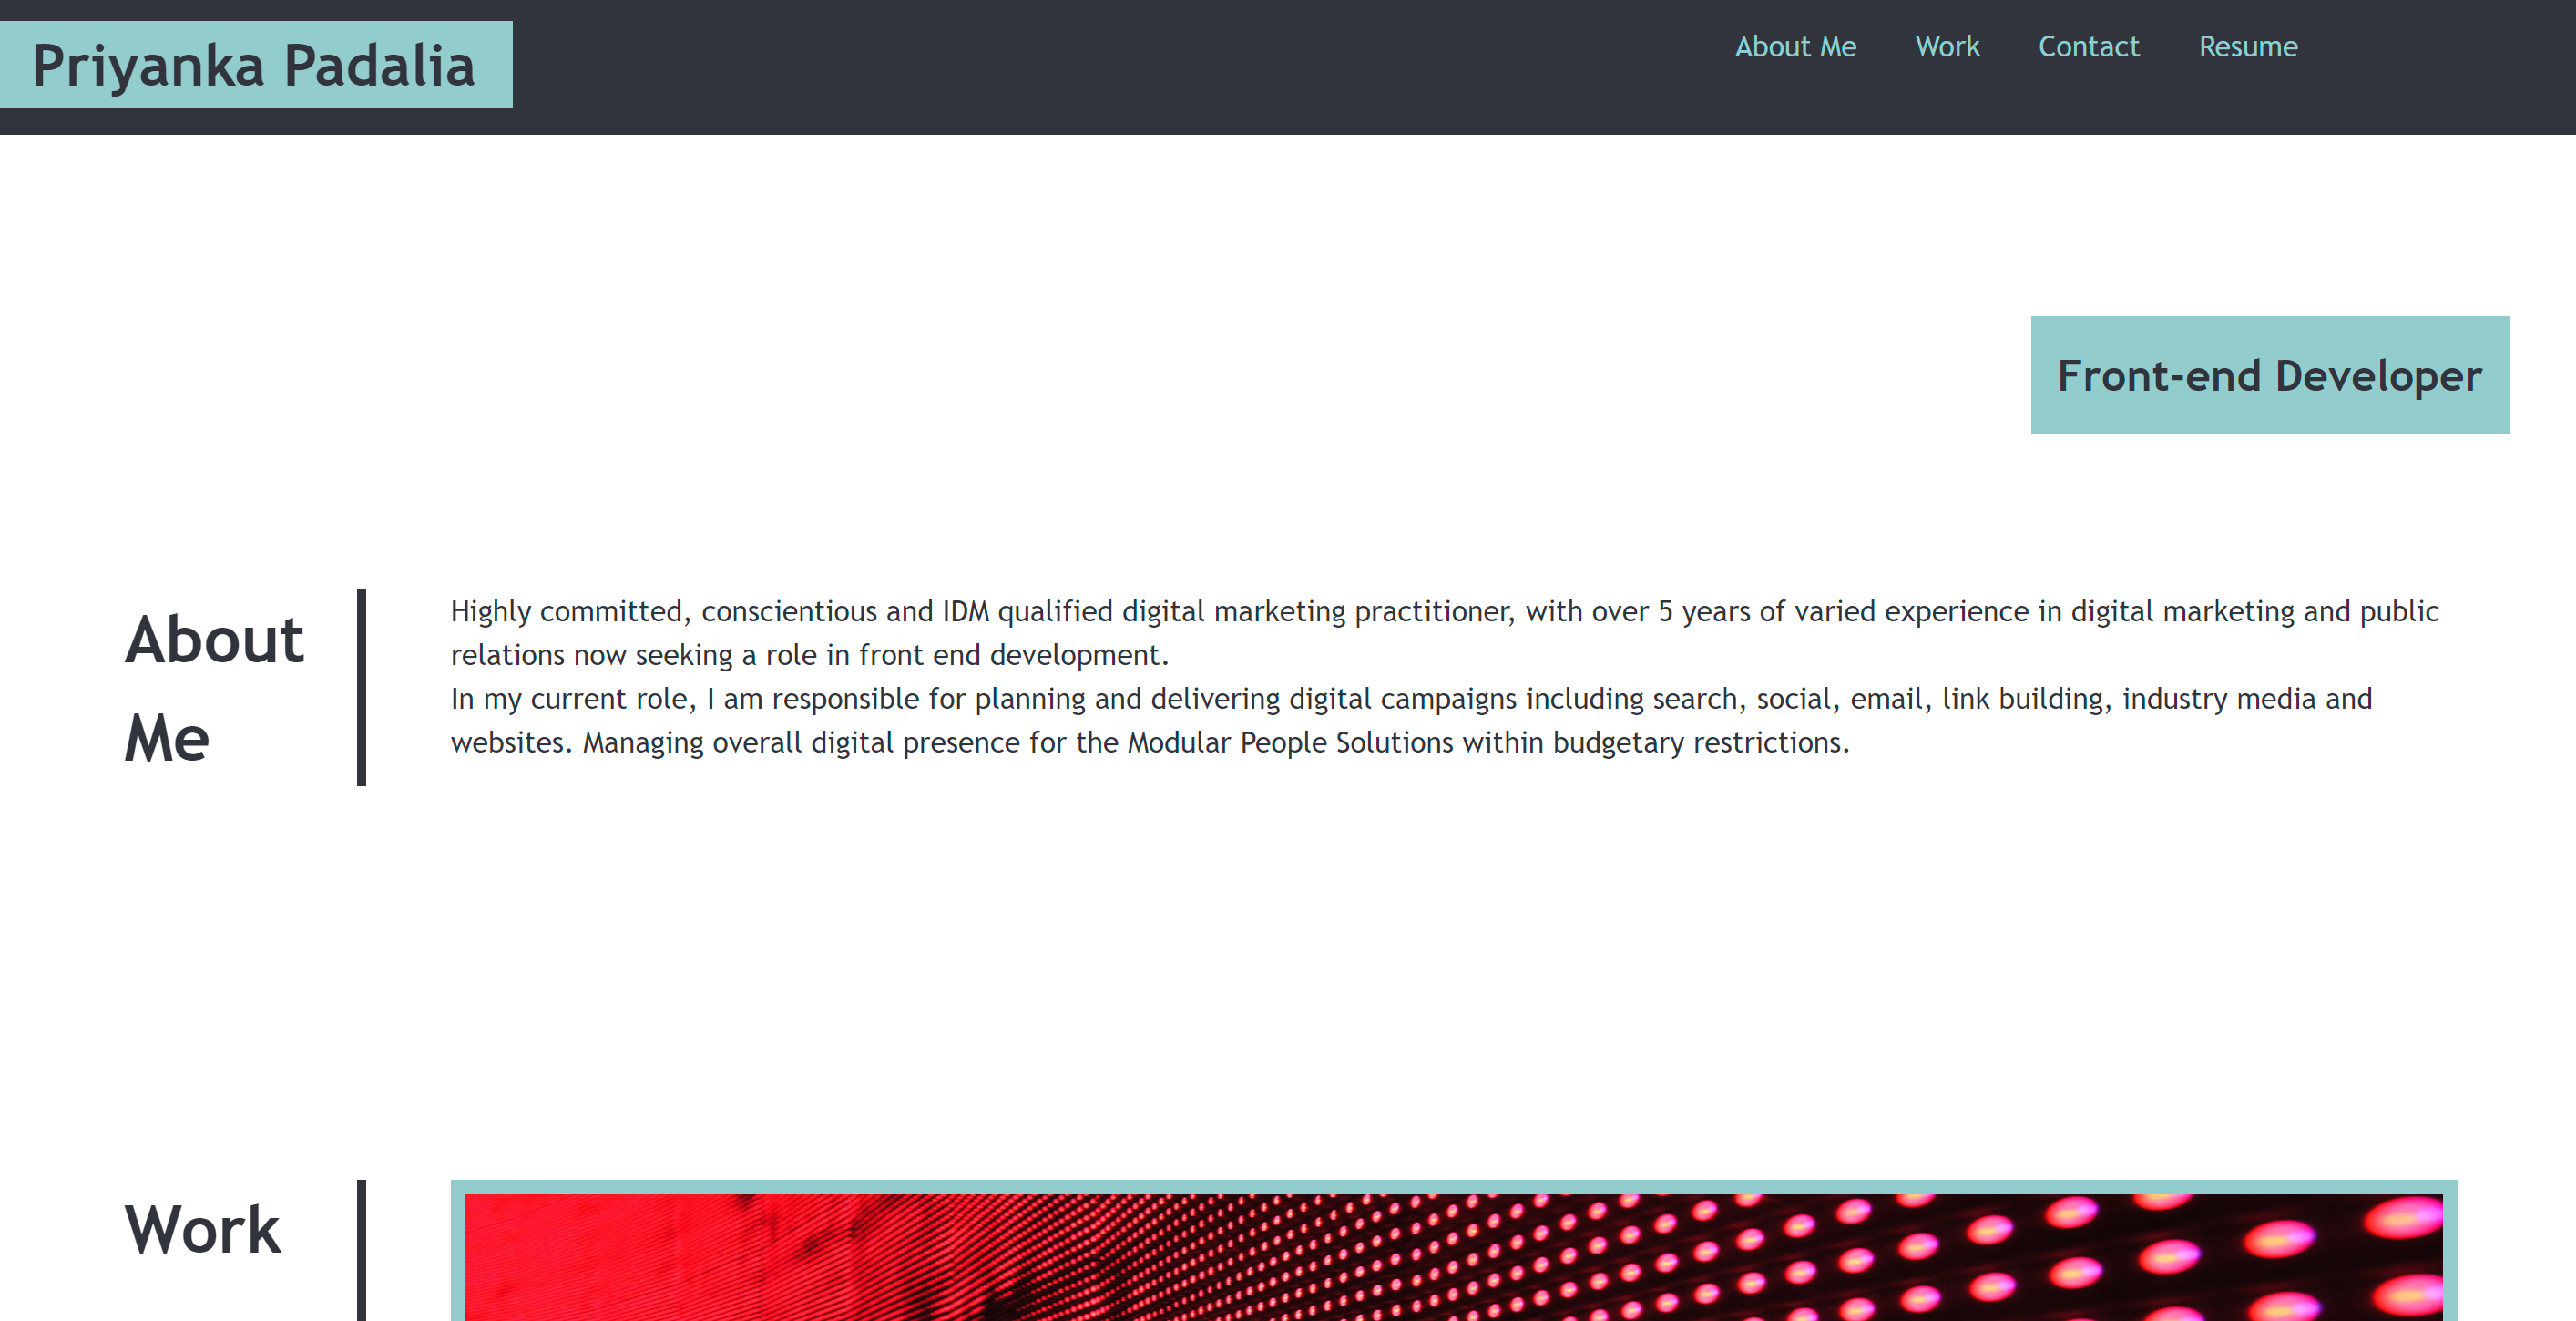 Priyanka Padalia
About Me Work Contact Resume
Front-end Developer
About
Me
Highly committed, conscientious and IDM qualified digital marketing practitioner, with over 5 years of varied experience in digital marketing and public
relations now seeking a role in front end development.
In my current role, I am responsible for planning and delivering digital campaigns including search, social, email, link building, industry media and
websites. Managing overall digital presence for the Modular People Solutions within budgetary restrictions.
Work